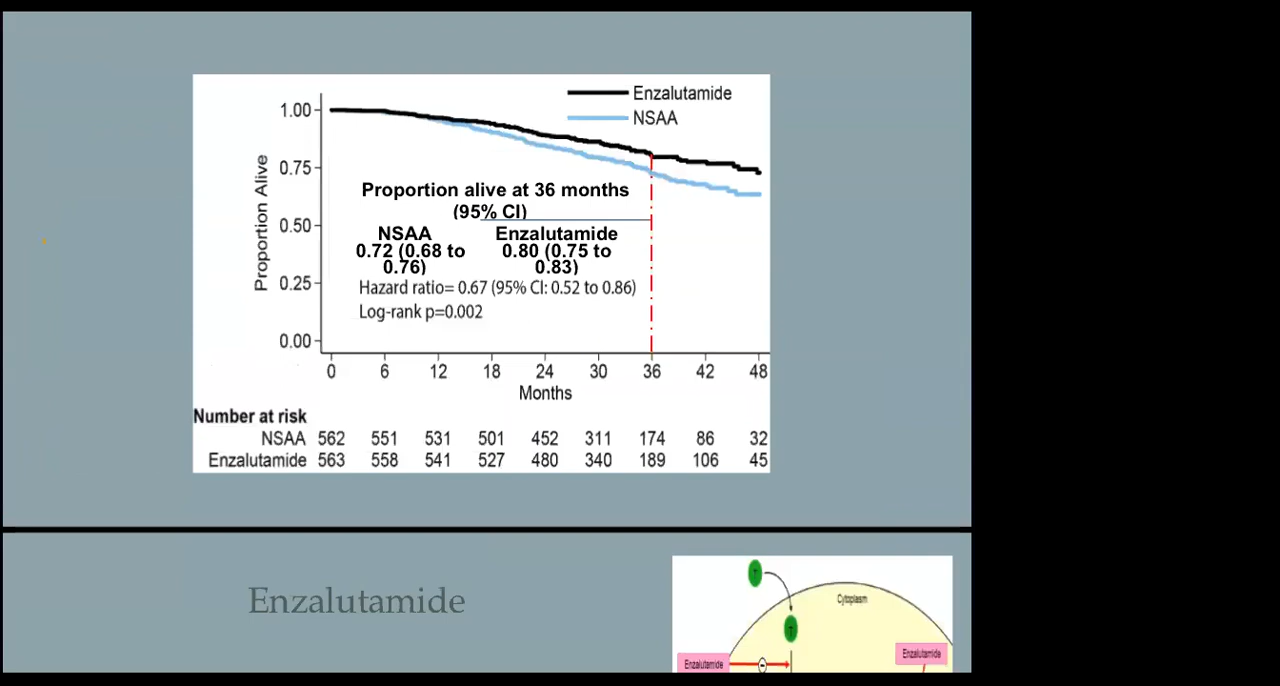 Enzalutamide
NSAA
1.00
0.75
0.50
0.25
0.00
Proportion Alive
Proportion alive at 36 months
(95% CI)
NSAA Enzalutamide
0.72 (0.68 to 0.80 (0.75 to
0.76) 0.83)
Hazard ratio= 0.67 (95% CI: 0.52 to 0.86)
Log-rank p=0.002
0 6 12 18 24 30 36 42 48
Months
Number at risk
NSAA 562 551 531 501 452 311 174 86 32
Enzalutamide 563 558 541 527 480 340 189 106 45
Enzalutamide
Cytoplasm
T
T
Enzalutamide
Enzalutamide